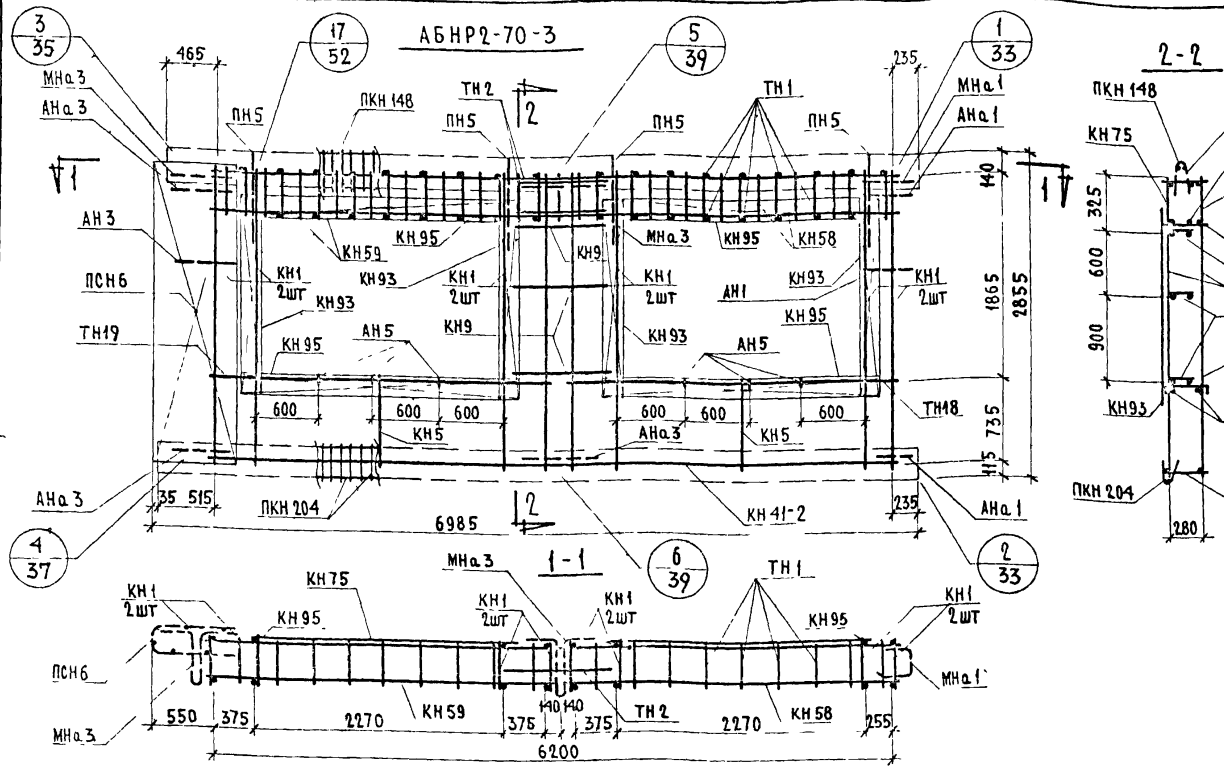 3
35
17
52
АБНР2-70-3
5
39
1
33
2-2
465
235
МНа3
АНа3
ПН5
ПКН148
ТН2
2
ПН5
ПН5
ТН1
ПН5
МНа1
АНа1
ПКН148
КН75
1
140
1
325
АН3
КН59
КН95
КН9
МНа3
КН95
КН58
КН93
КН1
2шт
КН93
КН1
2шт
КН1
2шт
КН93
КН1
2шт
ПСН6
КН93
АН1
1865
2855
600
ТН19
КН95
АН5
КН9
КН93
АН5
КН95
900
600
600
600
600
600
600
ТН18
КН93
КН5
АНа3
КН5
735
115
АНа3
35
515
ПКН204
2
КН41-2
235
АНа1
ПКН204
280
6985
4
37
1-1
6
39
2
33
МНа3
КН1
2шт
КН75
КН95
КН1
2шт
КН1
2шт
ТН1
КН95
КН1
2шт
ПСН6
МНа1
МНа3
550
375
2270
КН59
375
140
140
375
ТН2
2270
КН58
255
6200